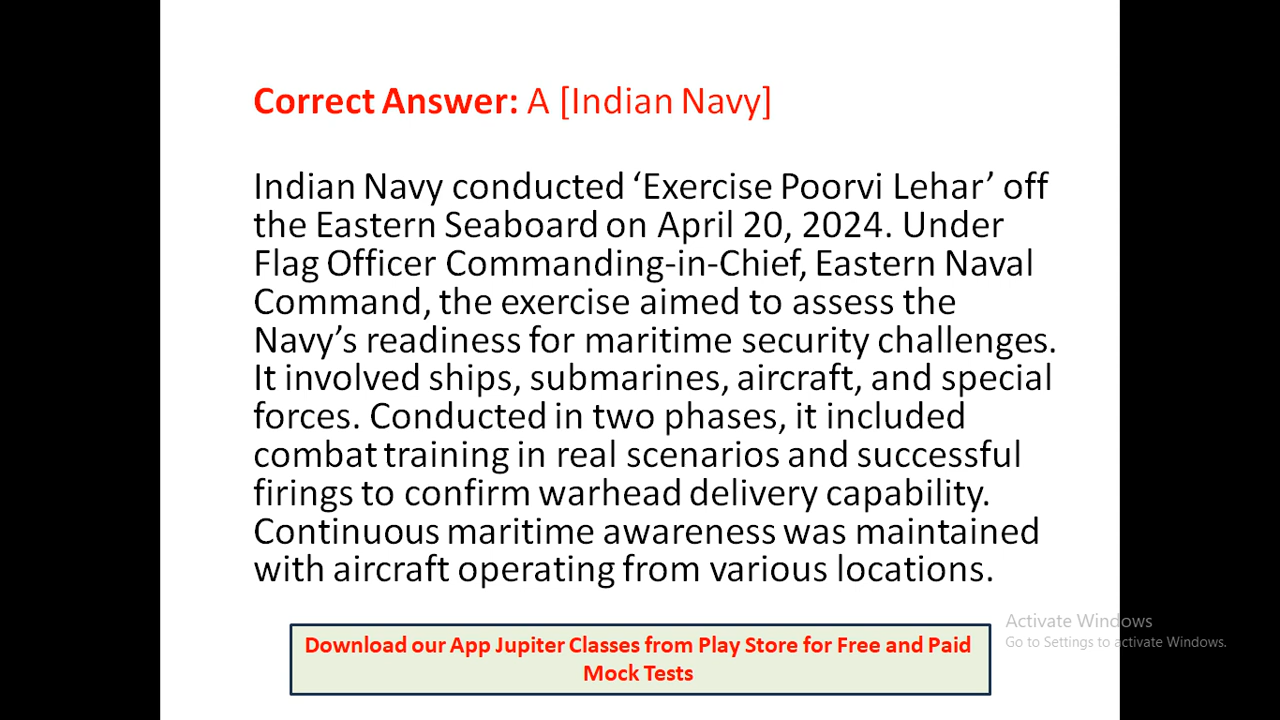 Correct Answer: A [Indian Navy]
Indian Navy conducted ‘Exercise Poorvi Lehar’ off
the Eastern Seaboard on April 20, 2024. Under
Flag Officer Commanding-in-Chief, Eastern Naval
Command, the exercise aimed to assess the
Navy’s readiness for maritime security challenges.
It involved ships, submarines, aircraft, and special
forces. Conducted in two phases, it included
combat training in real scenarios and successful
firings to confirm warhead delivery capability.
Continuous maritime awareness was maintained
with aircraft operating from various locations.
Download our App Jupiter Classes from Play Store for Free and Paid
Mock Tests
Activate Windows
Go to Settings to activate Windows.